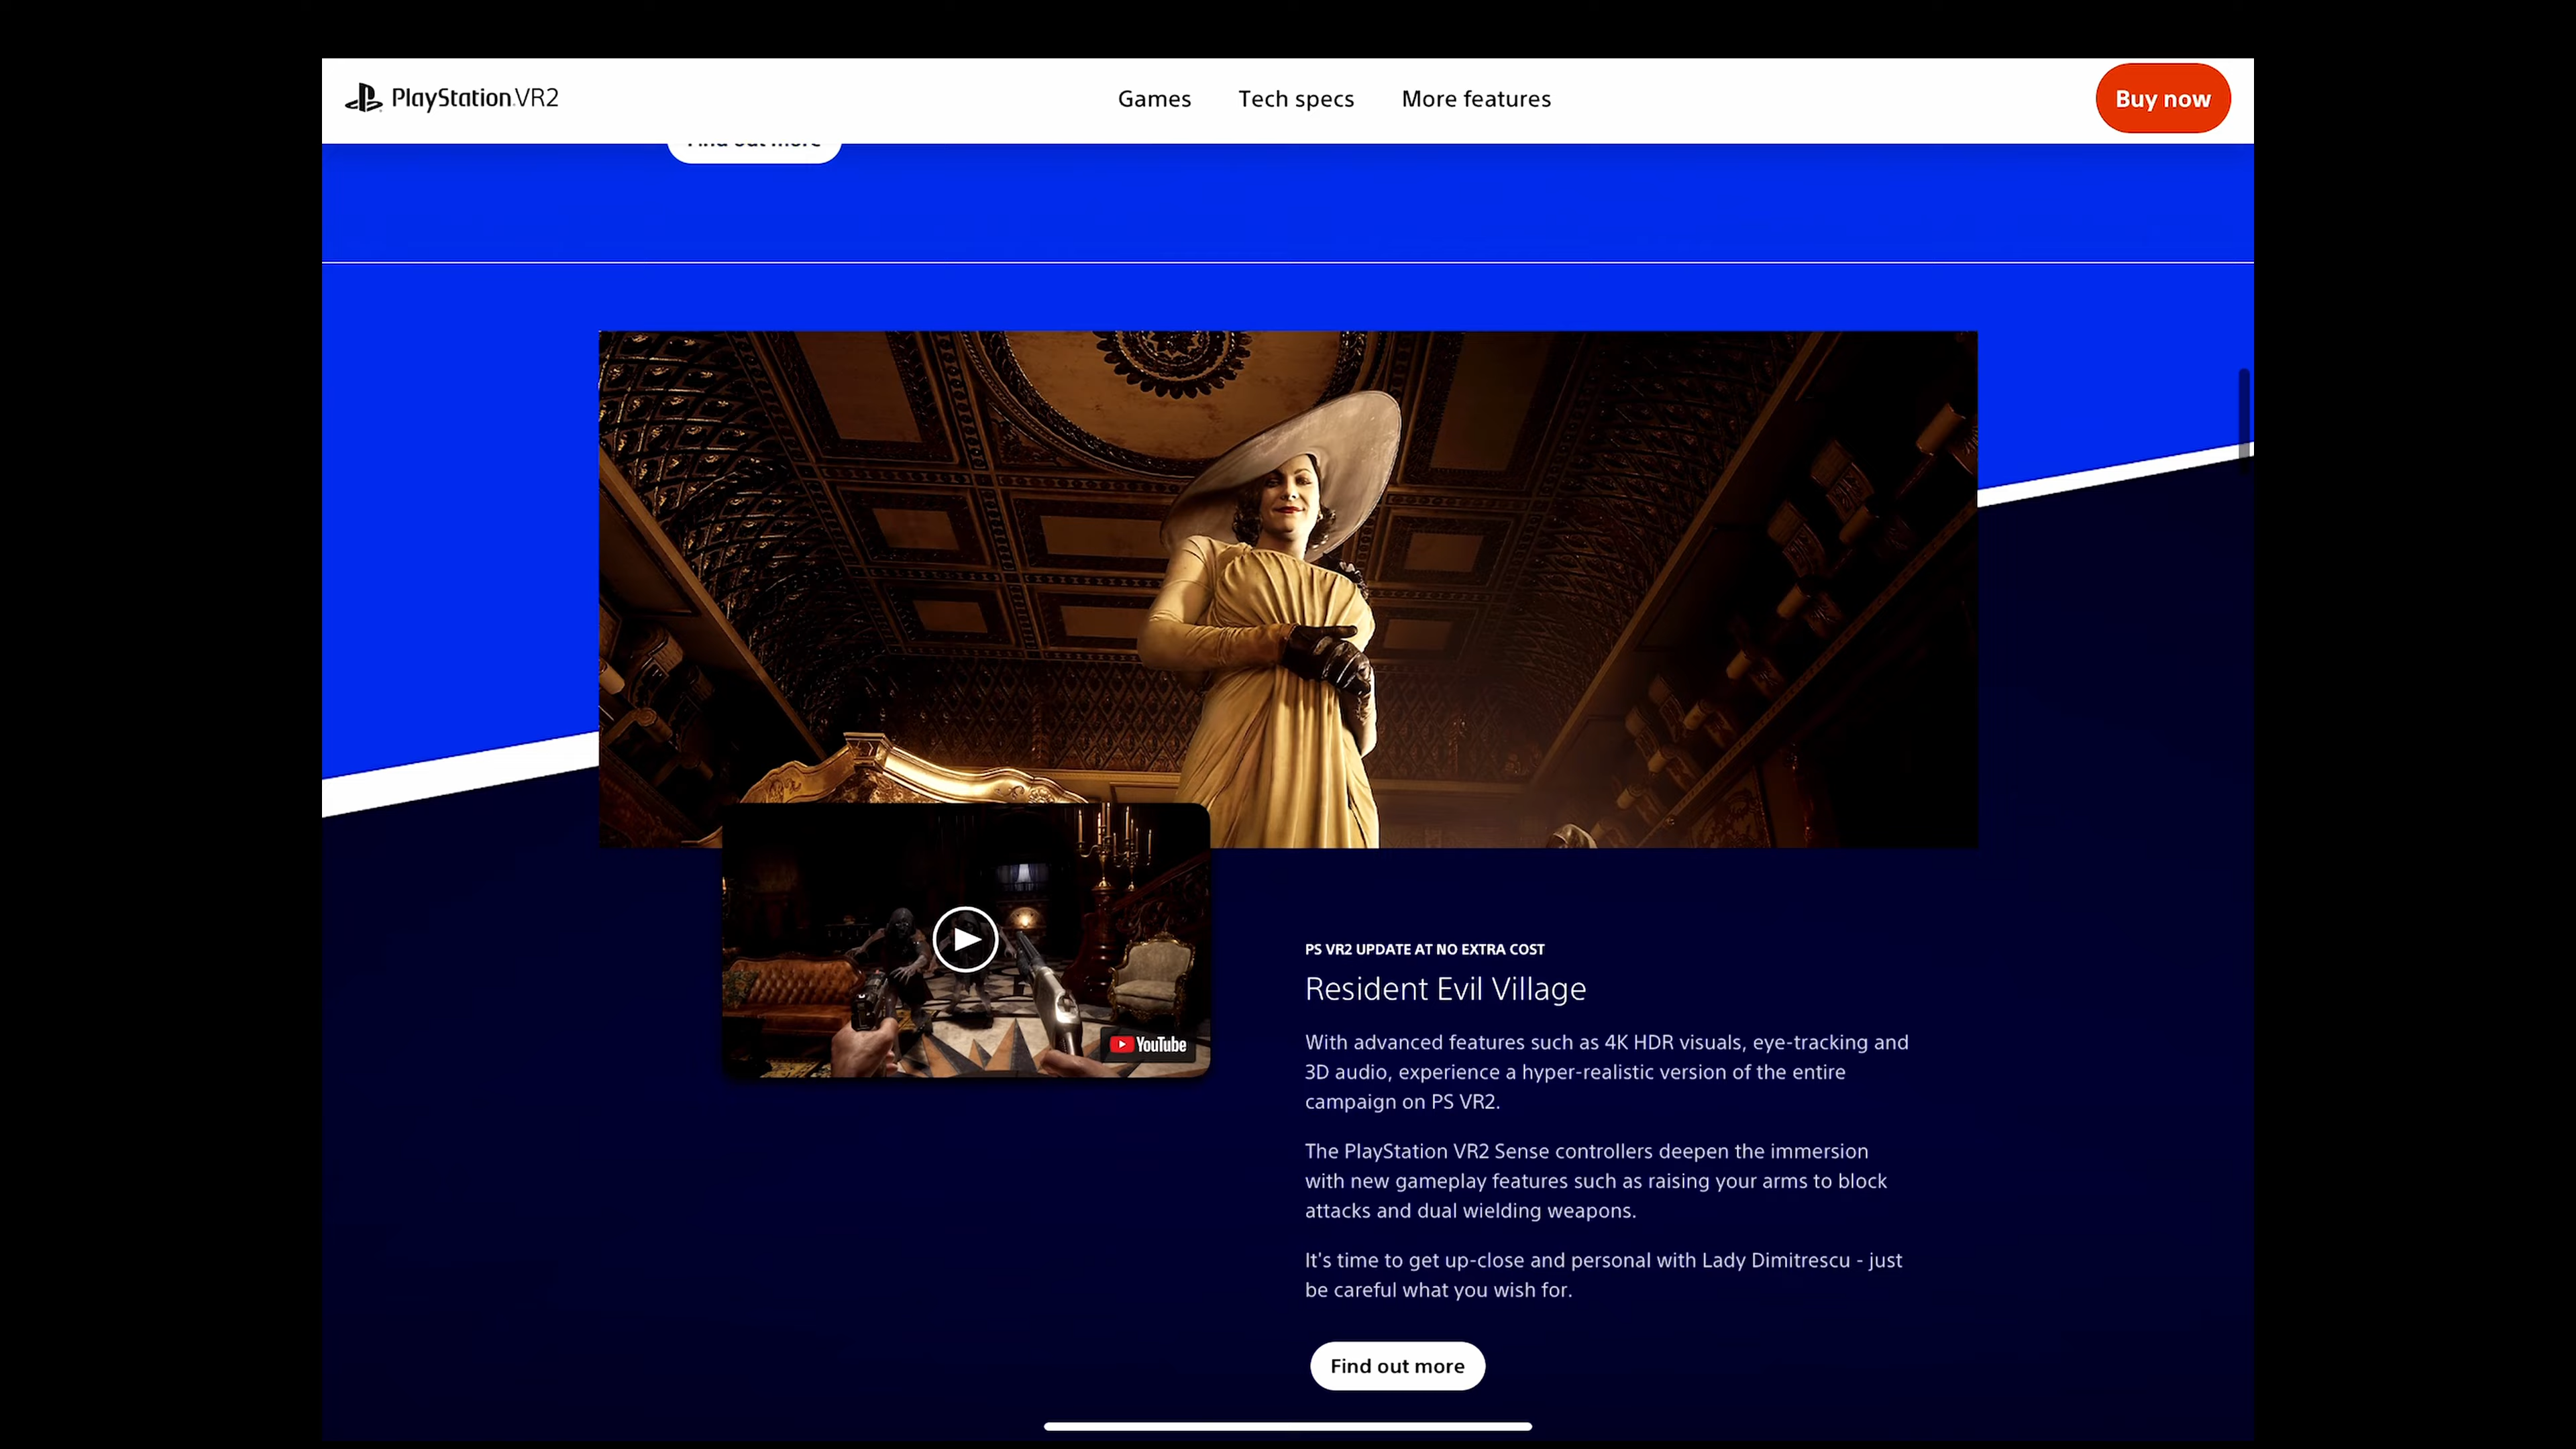 PlayStation VR2
Games
Tech specs
More features
Buy now
Find out more
PS VR2 UPDATE AT NO EXTRA COST
Resident Evil Village
With advanced features such as 4K HDR visuals, eye-tracking and
3D audio, experience a hyper-realistic version of the entire
campaign on PS VR2.
The PlayStation VR2 Sense controllers deepen the immersion
with new gameplay features such as raising your arms to block
attacks and dual wielding weapons.
It's time to get up-close and personal with Lady Dimitrescu - just
be careful what you wish for.
YouTube
Find out more